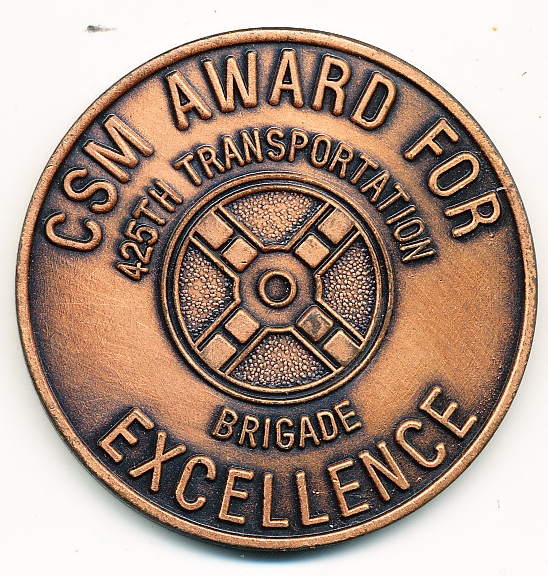 CSM AWARD FOR
425TH TRANSPORTATION
BRIGADE
EXCELLENCE